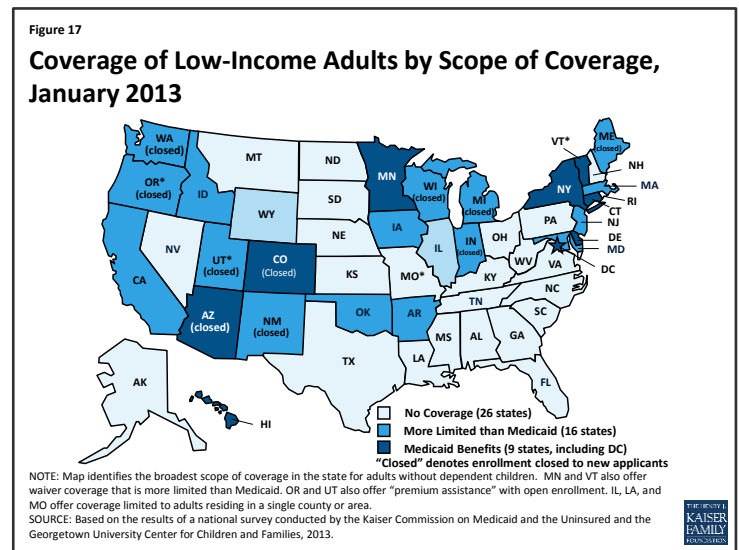 Figure 17
Coverage of Low-Income Adults by Scope of Coverage,
January 2013
WA
(closed)
OR*
(closed)
ID
MT
ND
SD
WY
NE
NV
UT*
(closed)
CO
(Closed)
KS
CA
AZ
(closed)
NM
(closed)
OK
TX
MN
IA
WI
(closed)
MI
(closed)
IL
IN
(closed)
OH
MO*
AR
KY
TN
WV
VA
NC
SC
MS
AL
GA
LA
FL
PA
NY
VT*
ME
(closed)
NH
MA
RI
CT
NJ
DE
MD
DC
AK
HI
No Coverage (26 states)
More Limited than Medicaid (16 states)
Medicaid Benefits (9 states, including DC)
“Closed” denotes enrollment closed to new applicants
NOTE: Map identifies the broadest scope of coverage in the state for adults without dependent children. MN and VT also offer
waiver coverage that is more limited than Medicaid. OR and UT also offer “premium assistance” with open enrollment. IL, LA, and
MO offer coverage limited to adults residing in a single county or area.
SOURCE: Based on the results of a national survey conducted by the Kaiser Commission on Medicaid and the Uninsured and the
Georgetown University Center for Children and Families, 2013.
THE HENRY J.
KAISER
FAMILY
FOUNDATION